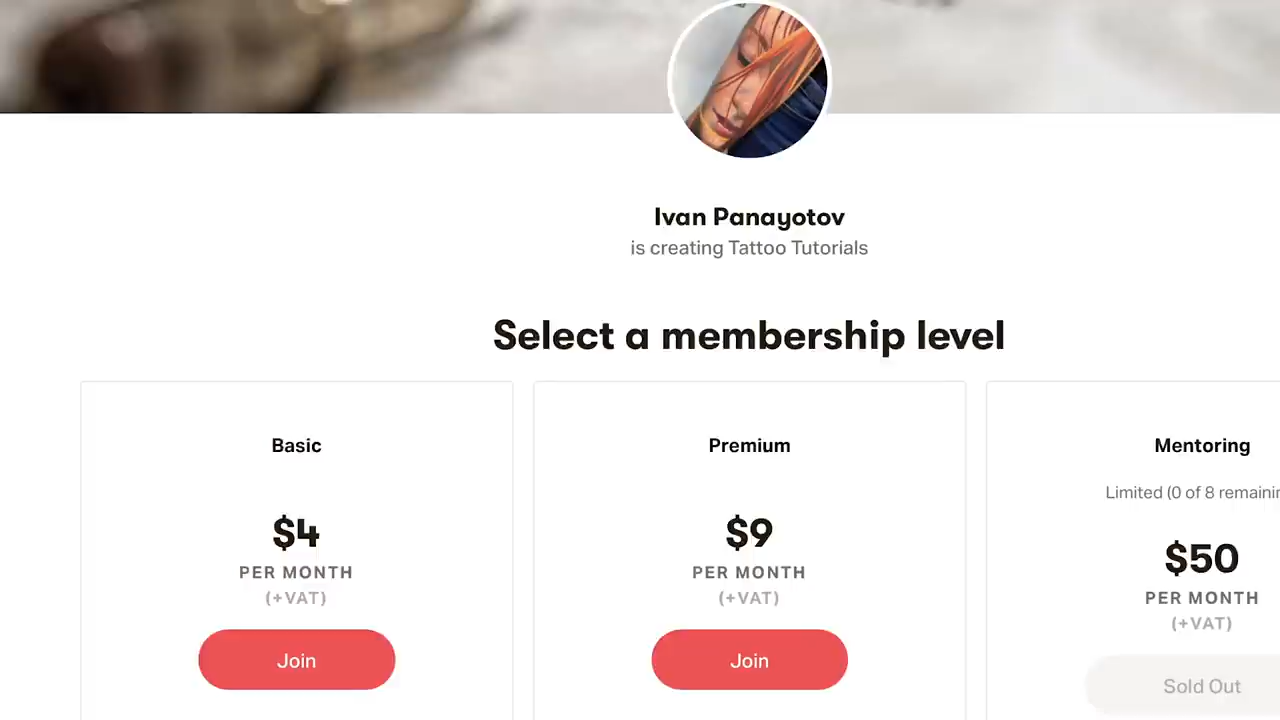 Ivan Panayotov
is creating Tattoo Tutorials
Select a membership level
Basic
$4
PER MONTH
(+VAT)
Join
Premium
$9
PER MONTH
(+VAT)
Join
Mentoring
Limited (0 of 8 remainin
$50
PER MONTH
(+VAT)
Sold Out